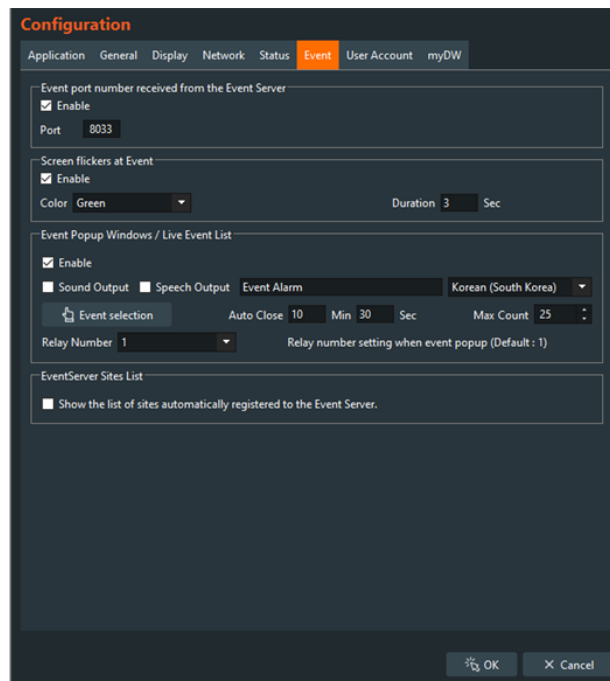 Configuration
Application General Display Network Status Event User Account myDW
Event port number received from the Event Server
Enable
Port 8033
Screen flickers at Event
Enable
Color Green Duration 3 Sec
Event Popup Windows / Live Event List
Enable
Sound Output Speech Output Event Alarm Korean (South Korea)
Event selection Auto Close 10 Min 30 Sec Max Count 25
Relay Number 1 Relay number setting when event popup (Default : 1)
EventServer Sites List
Show the list of sites automatically registered to the Event Server.
OK Cancel